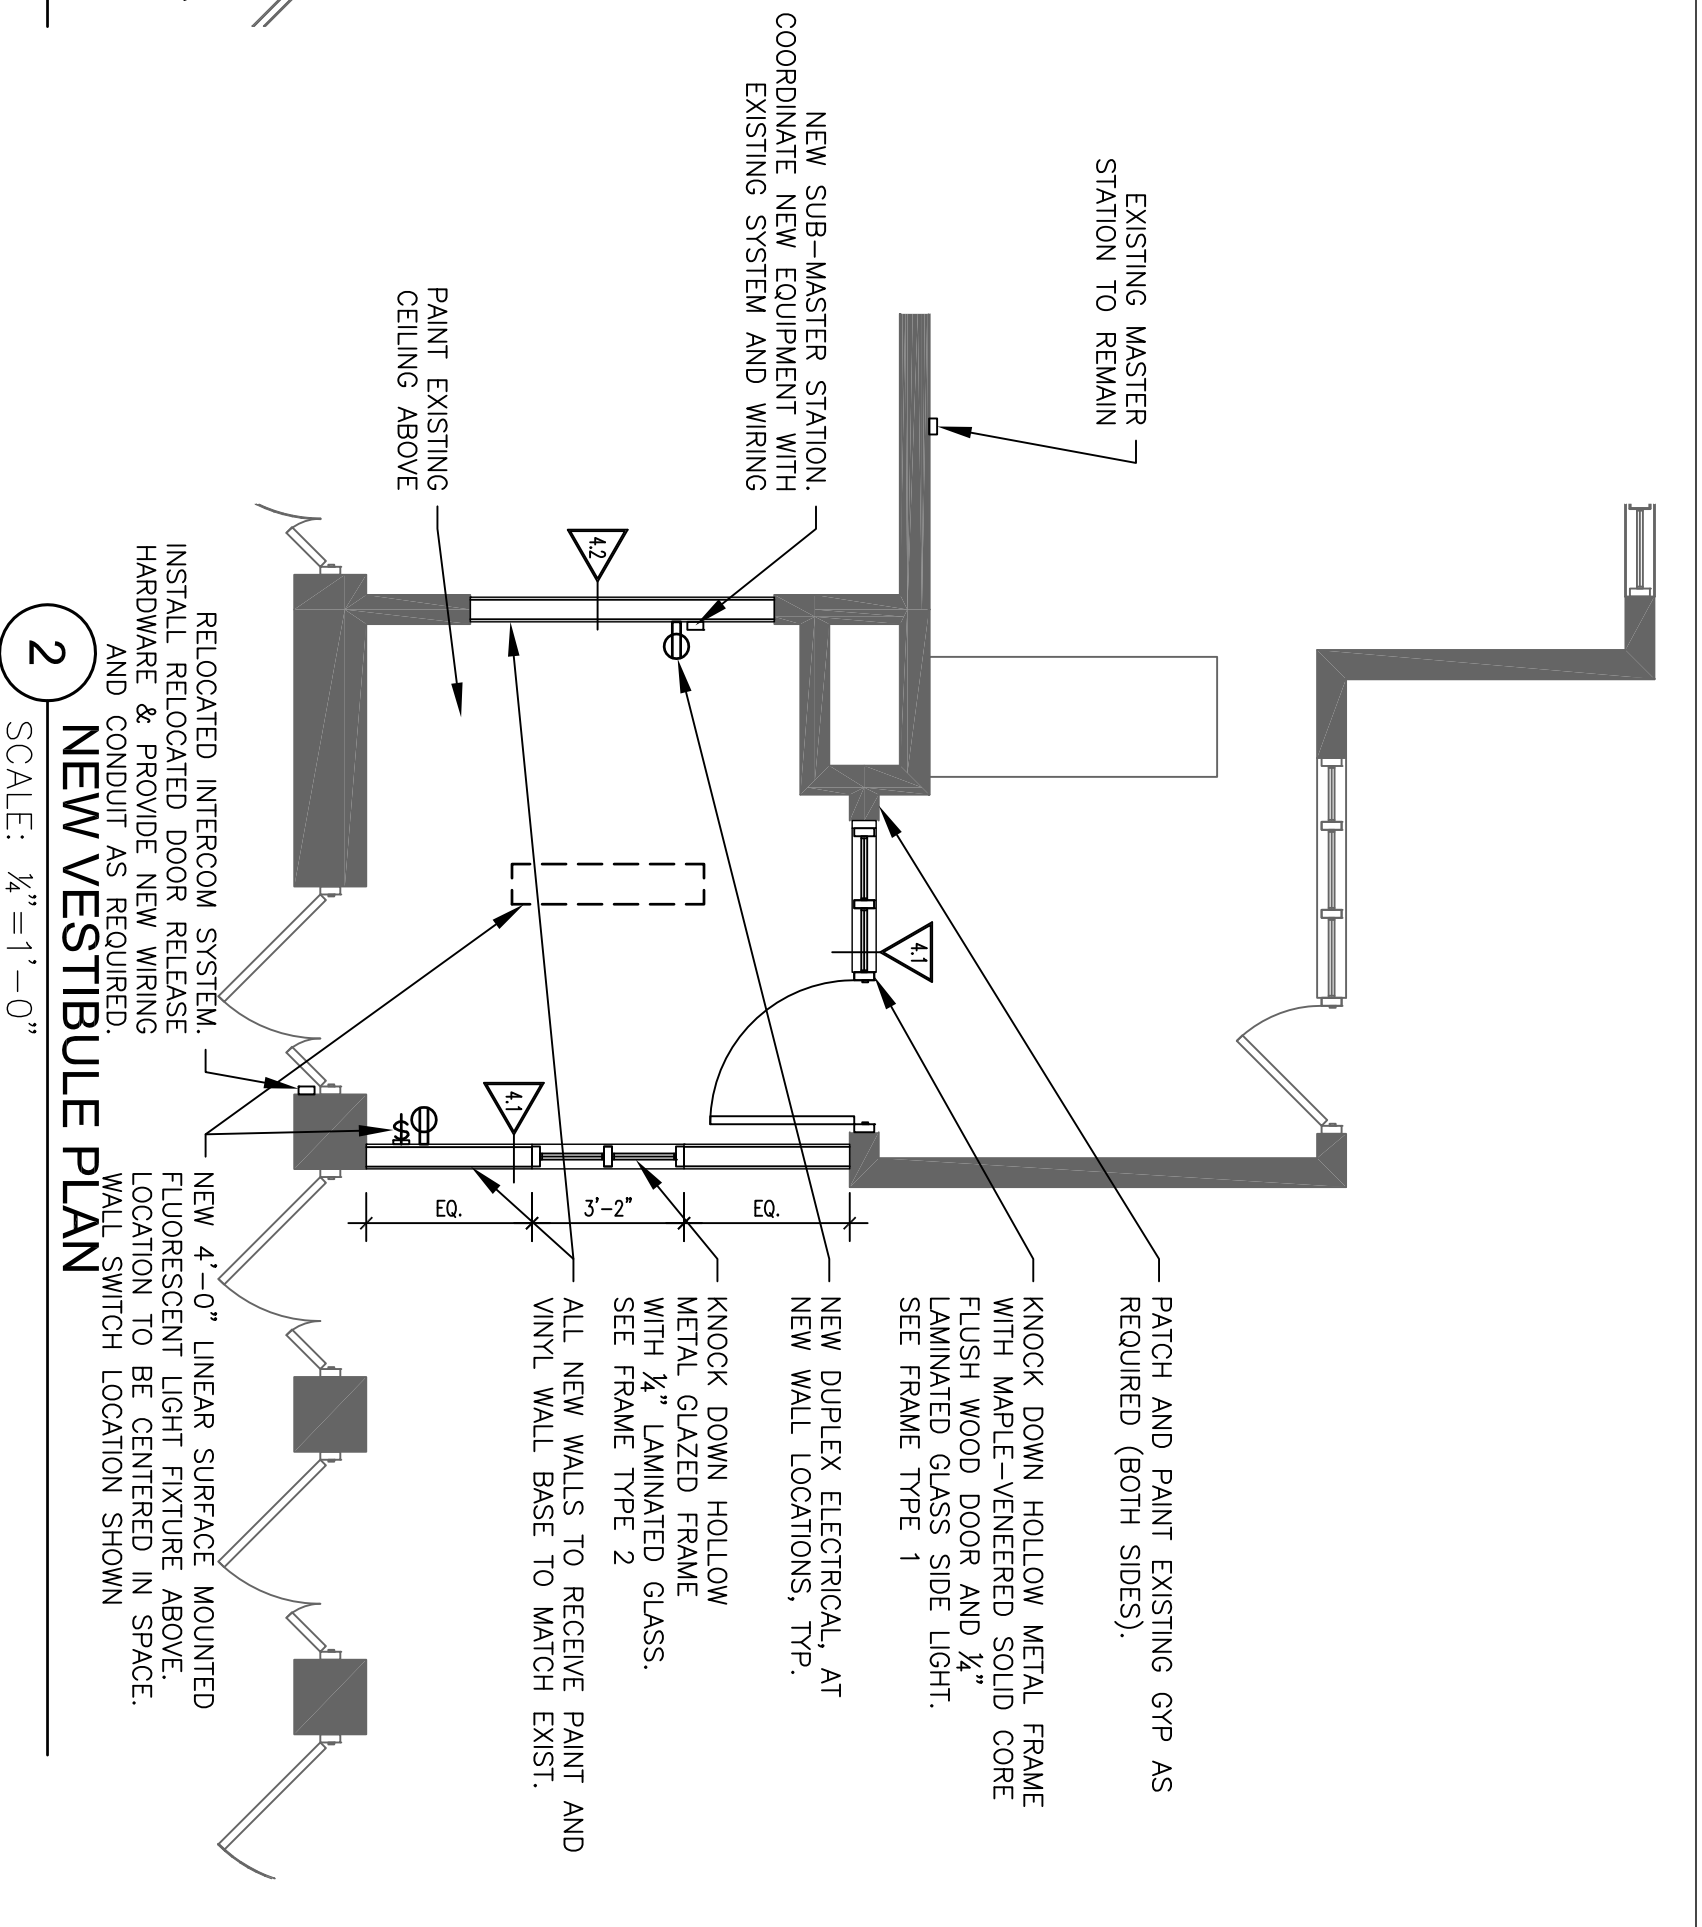 EXISTING MASTER
STATION TO REMAIN
NEW SUB-MASTER STATION.
COORDINATE NEW EQUIPMENT WITH
EXISTING SYSTEM AND WIRING
PAINT EXISTING
CEILING ABOVE
4.2
4.1
4.1
EQ.
3'-2"
EQ.
PATCH AND PAINT EXISTING GYP AS
REQUIRED (BOTH SIDES).
KNOCK DOWN HOLLOW METAL FRAME
WITH MAPLE-VENEERED SOLID CORE
FLUSH WOOD DOOR AND ¼"
LAMINATED GLASS SIDE LIGHT.
SEE FRAME TYPE 1
NEW DUPLEX ELECTRICAL, AT
NEW WALL LOCATIONS, TYP.
KNOCK DOWN HOLLOW
METAL GLAZED FRAME
WITH ¼" LAMINATED GLASS.
SEE FRAME TYPE 2
ALL NEW WALLS TO RECEIVE PAINT AND
VINYL WALL BASE TO MATCH EXIST.
$
RELOCATED INTERCOM SYSTEM.
INSTALL RELOCATED DOOR RELEASE
HARDWARE & PROVIDE NEW WIRING
AND CONDUIT AS REQUIRED.
NEW 4'-0" LINEAR SURFACE MOUNTED
FLUORESCENT LIGHT FIXTURE ABOVE.
LOCATION TO BE CENTERED IN SPACE.
WALL SWITCH LOCATION SHOWN
2
NEW VESTIBULE PLAN
SCALE: ¼"=1'-0"